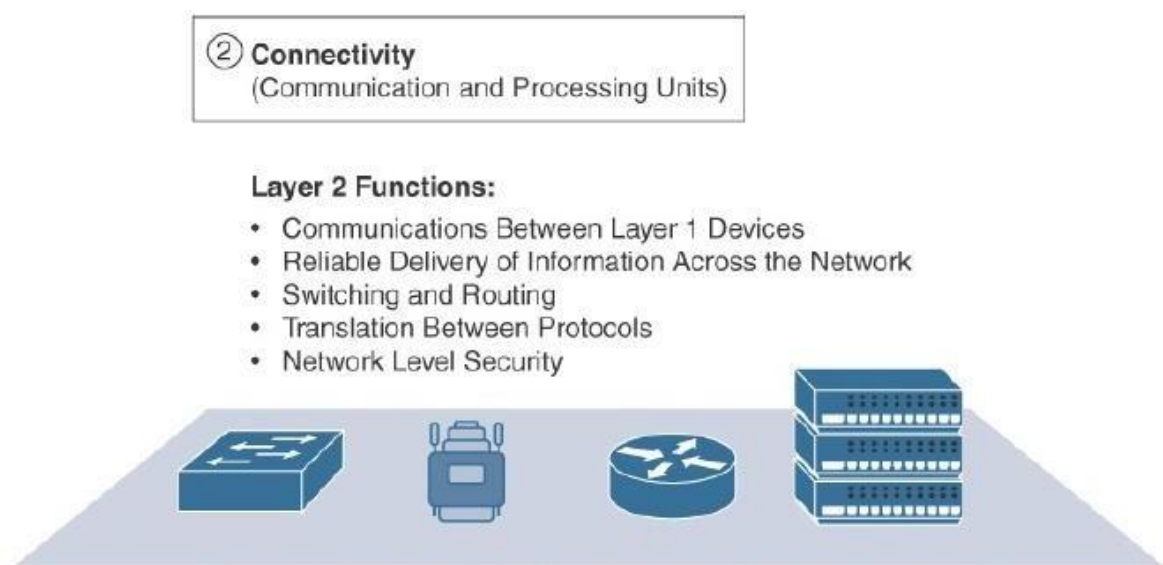 ② Connectivity
(Communication and Processing Units)
Layer 2 Functions:
• Communications Between Layer 1 Devices
• Reliable Delivery of Information Across the Network
• Switching and Routing
• Translation Between Protocols
• Network Level Security